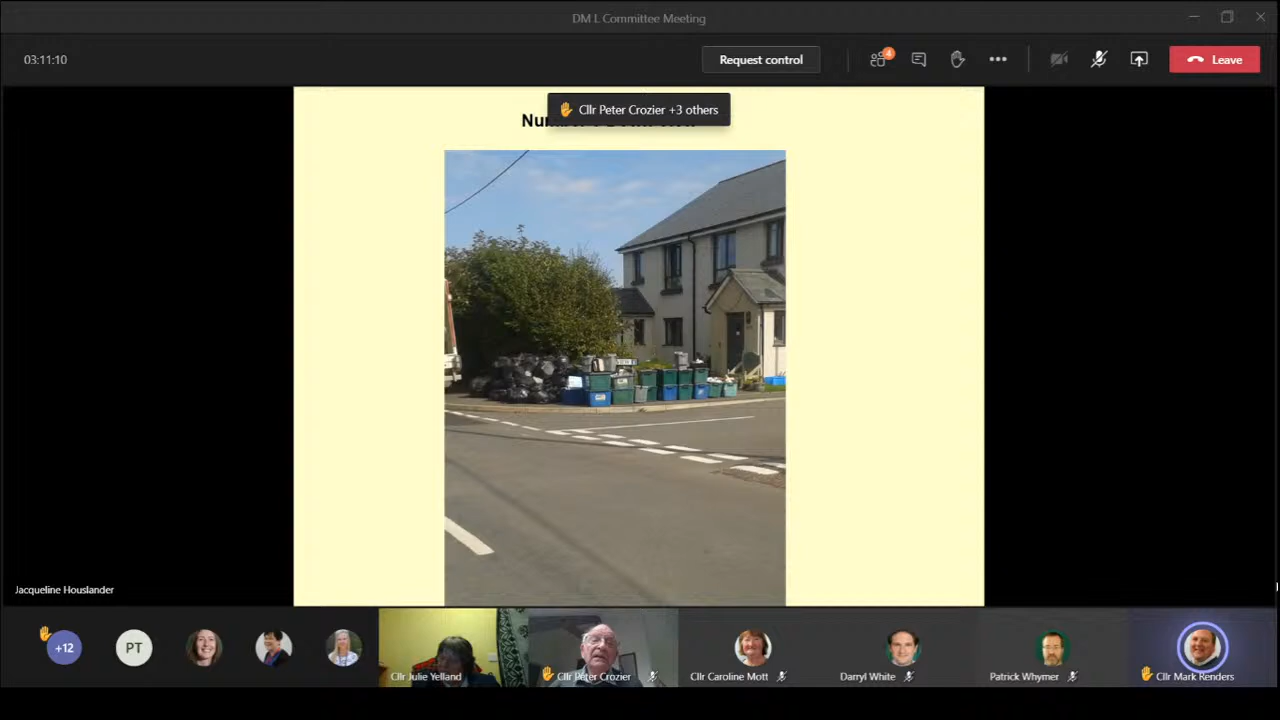 DM L Committee Meeting
03:11:10
Request control
4
Leave
Cllr Peter Crozier +3 others
Jacqueline Houslander
+12
PT
Cllr Julie Yelland
Cllr Peter Crozier
Cllr Caroline Mott
Darryl White
Patrick Whymer
Cllr Mark Renders